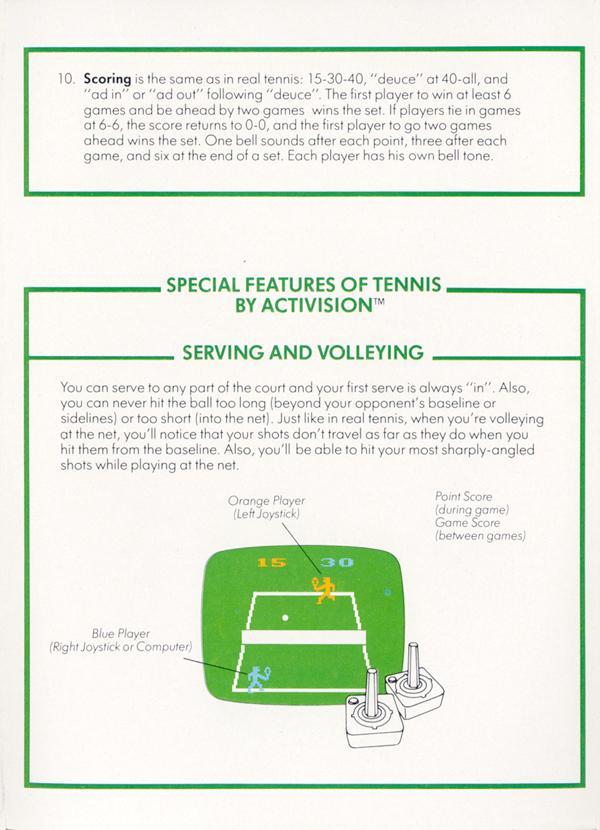 10. Scoring is the same as in real tennis: 15-30-40, "deuce" at 40-all, and
"ad in" or "ad out" following "deuce". The first player to win at least 6
games and be ahead by two games wins the set. If players tie in games
at 6-6, the score returns to 0-0, and the first player to go two games
ahead wins the set. One bell sounds after each point, three after each
game, and six at the end of a set. Each player has his own bell tone.
SPECIAL FEATURES OF TENNIS
BY ACTIVISION™
SERVING AND VOLLEYING
You can serve to any part of the court and your first serve is always "in". Also,
you can never hit the ball too long (beyond your opponent's baseline or
sidelines) or too short (into the net). Just like in real tennis, when you're volleying
at the net, you'll notice that your shots don't travel as far as they do when you
hit them from the baseline. Also, you'll be able to hit your most sharply-angled
shots while playing at the net.
Orange Player
(Left Joystick)
Point Score
(during game)
Game Score
(between games)
15 30
Blue Player
(Right Joystick or Computer)